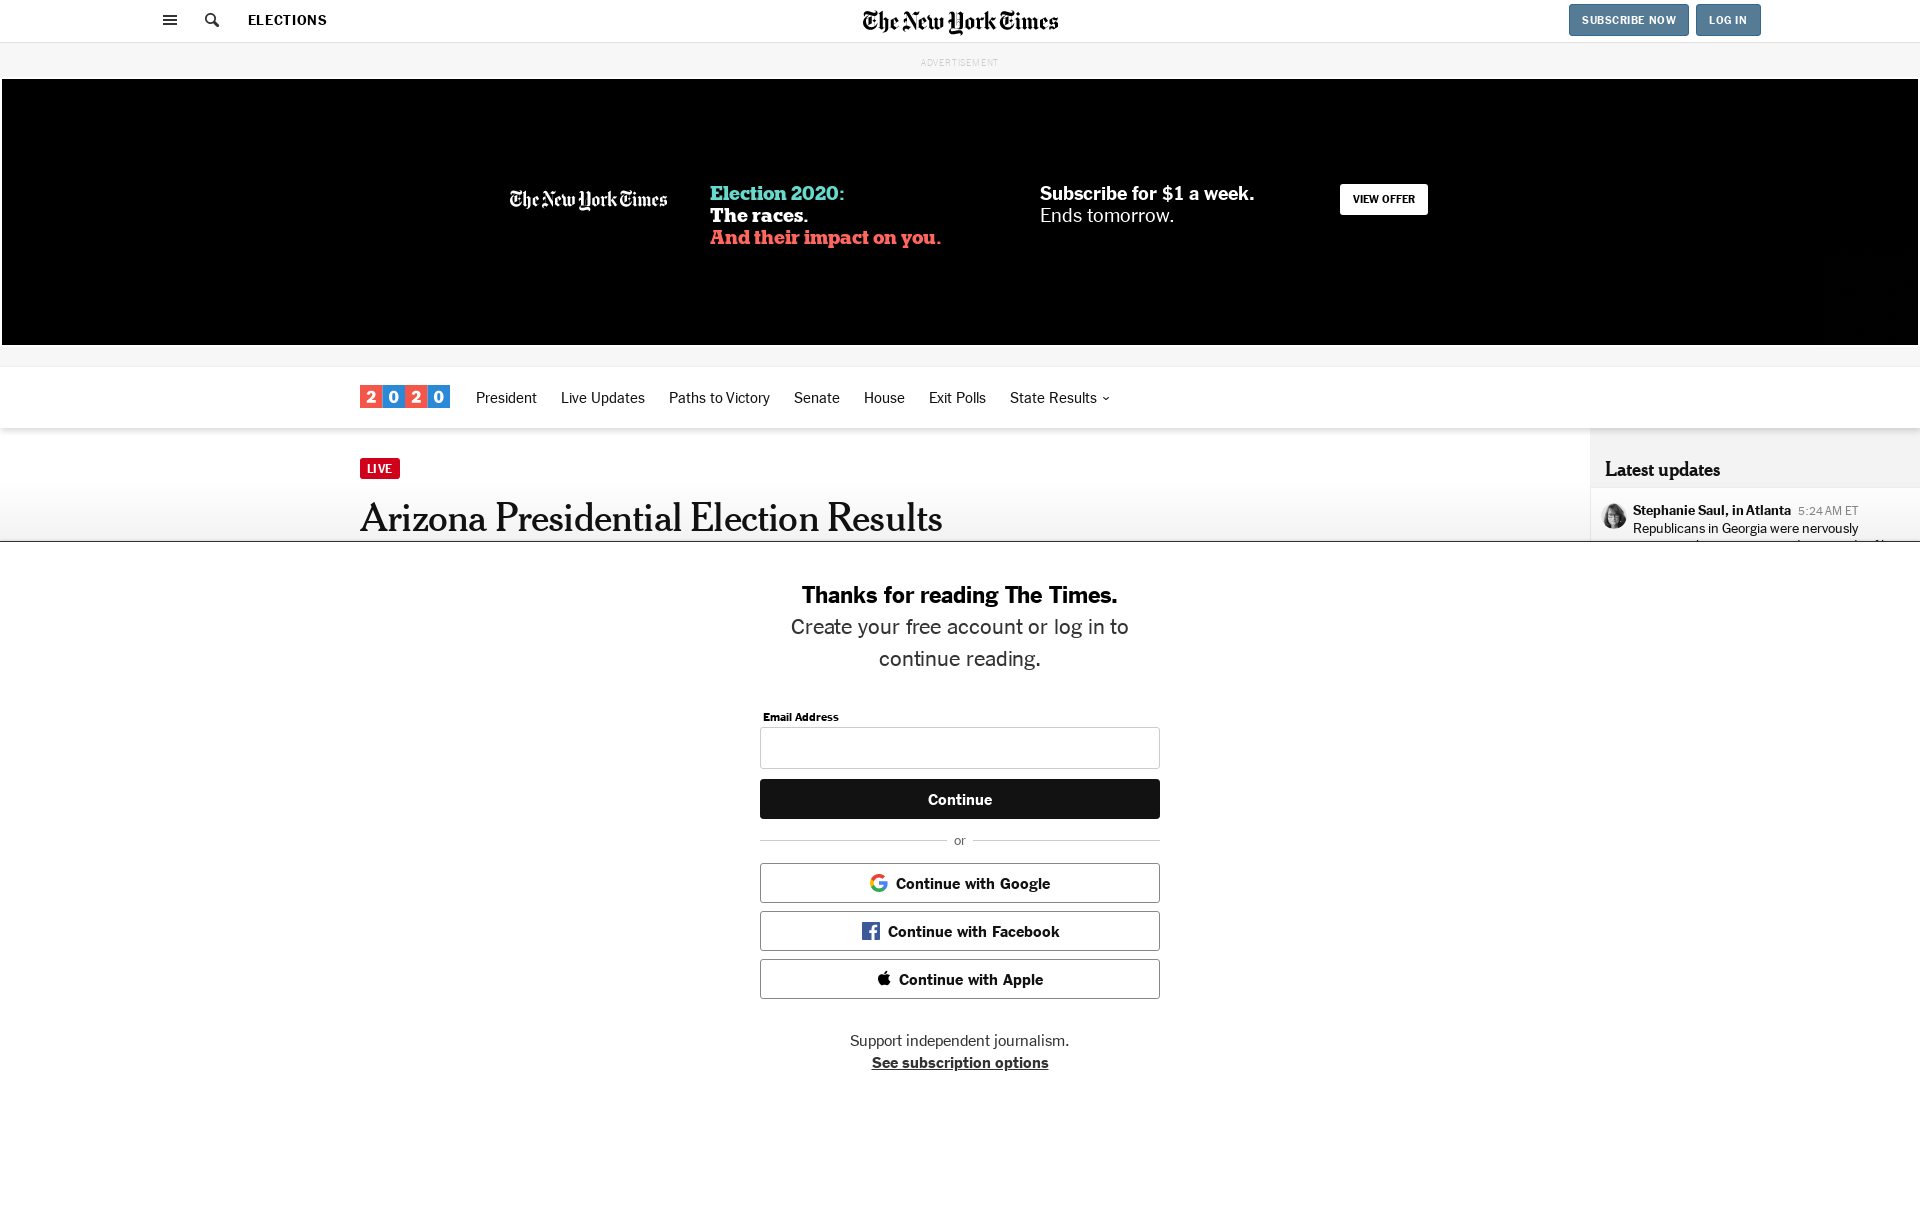 ELECTIONS
The New York Times
SUBSCRIBE NOW
LOG IN
ADVERTISEMENT
The New York Times
Election 2020:
The races.
And their impact on you.
Subscribe for $1 a week.
Ends tomorrow.
VIEW OFFER
2020
President
Live Updates
Paths to Victory
Senate
House
Exit Polls
State Results
LIVE
Arizona Presidential Election Results
Latest updates
Stephanie Saul, in Atlanta 5:24 AM ET
Republicans in Georgia were nervously
Thanks for reading The Times.
Create your free account or log in to
continue reading.
Email Address
Continue
or
Continue with Google
Continue with Facebook
Continue with Apple
Support independent journalism.
See subscription options